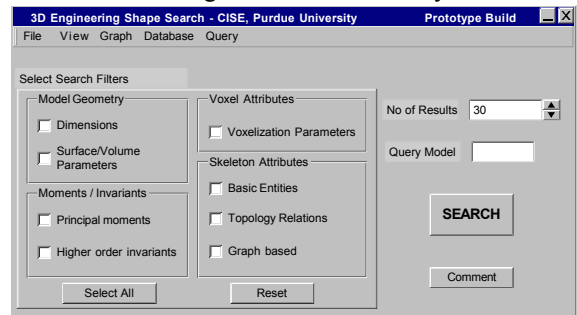 3D Engineering Shape Search - CISE, Purdue University Prototype Build _ X
File View Graph Database Query
Select Search Filters
Model Geometry
Dimensions
Surface/Volume
Parameters
Moments / Invariants
Principal moments
Higher order invariants
Select All
Voxel Attributes
Voxelization Parameters
Skeleton Attributes
Basic Entities
Topology Relations
Graph based
Reset
No of Results 30
Query Model
SEARCH
Comment